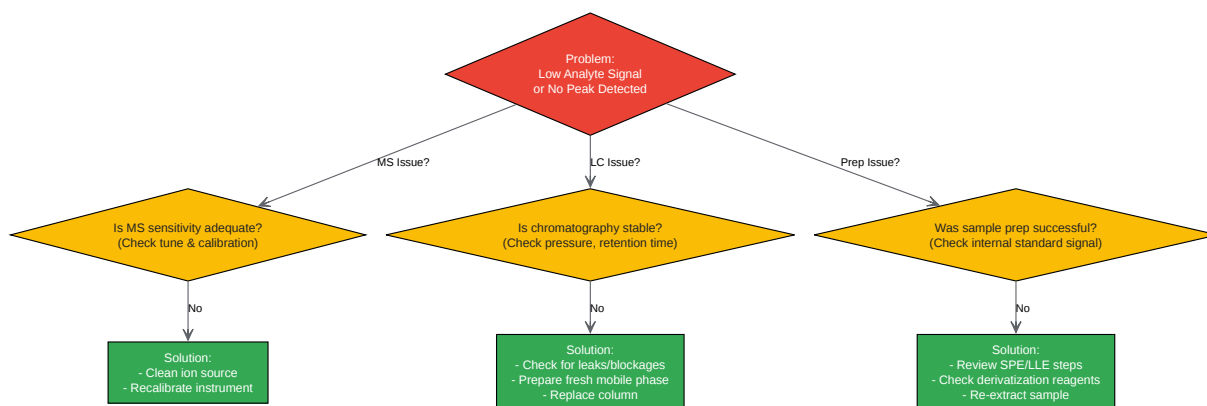 Problem:
Low Analyte Signal
or No Peak Detected
MS Issue?
LC Issue?
Prep Issue?
Is MS sensitivity adequate?
(Check tune & calibration)
Is chromatography stable?
(Check pressure, retention time)
Was sample prep successful?
(Check internal standard signal)
No
No
No
Solution:
- Clean ion source
- Recalibrate instrument
Solution:
- Check for leaks/blockages
- Prepare fresh mobile phase
- Replace column
Solution:
- Review SPE/LLE steps
- Check derivatization reagents
- Re-extract sample